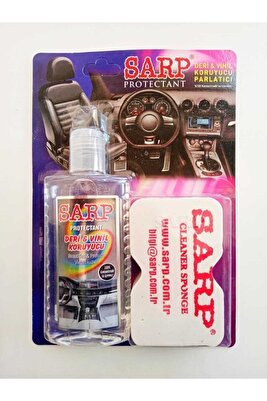 SARP®
PROTECTANT
DERİ & VİNİL
KORUYUCU
PARLATICI
SARP
PROTECTANT
DERİ & VİNİL
KORUYUCU
SARP®
CLEANER SPONGE
www.sarp.com.tr
bilgi@sarp.com.tr